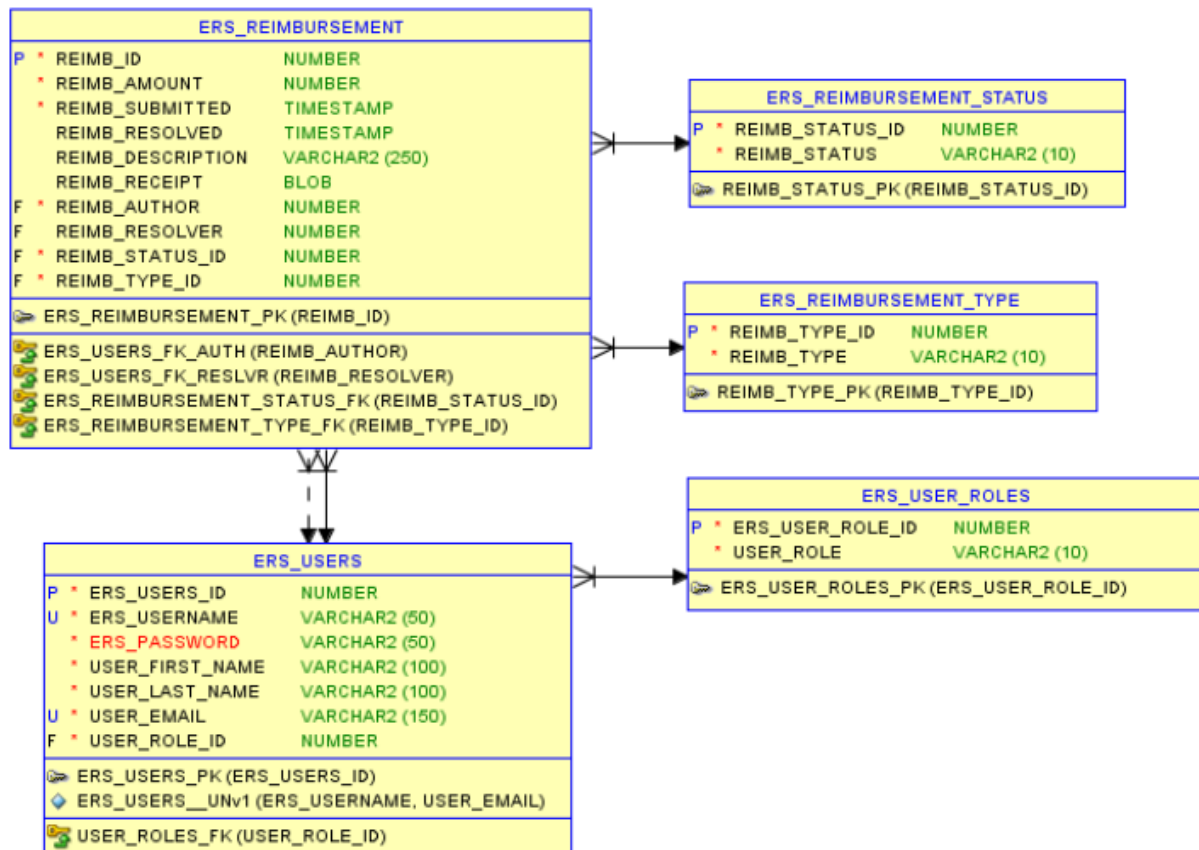 ERS_REIMBURSEMENT
P * REIMB_ID NUMBER
* REIMB_AMOUNT NUMBER
* REIMB_SUBMITTED TIMESTAMP
REIMB_RESOLVED TIMESTAMP
REIMB_DESCRIPTION VARCHAR2 (250)
REIMB_RECEIPT BLOB
F * REIMB_AUTHOR NUMBER
F REIMB_RESOLVER NUMBER
F * REIMB_STATUS_ID NUMBER
F * REIMB_TYPE_ID NUMBER
ERS_REIMBURSEMENT_PK (REIMB_ID)
ERS_USERS_FK_AUTH (REIMB_AUTHOR)
ERS_USERS_FK_RESLVR (REIMB_RESOLVER)
ERS_REIMBURSEMENT_STATUS_FK (REIMB_STATUS_ID)
ERS_REIMBURSEMENT_TYPE_FK (REIMB_TYPE_ID)
ERS_REIMBURSEMENT_STATUS
P * REIMB_STATUS_ID NUMBER
* REIMB_STATUS VARCHAR2 (10)
REIMB_STATUS_PK (REIMB_STATUS_ID)
ERS_REIMBURSEMENT_TYPE
P * REIMB_TYPE_ID NUMBER
* REIMB_TYPE VARCHAR2 (10)
REIMB_TYPE_PK (REIMB_TYPE_ID)
ERS_USER_ROLES
P * ERS_USER_ROLE_ID NUMBER
* USER_ROLE VARCHAR2 (10)
ERS_USER_ROLES_PK (ERS_USER_ROLE_ID)
ERS_USERS
P * ERS_USERS_ID NUMBER
U * ERS_USERNAME VARCHAR2 (50)
* ERS_PASSWORD VARCHAR2 (50)
* USER_FIRST_NAME VARCHAR2 (100)
* USER_LAST_NAME VARCHAR2 (100)
U * USER_EMAIL VARCHAR2 (150)
F * USER_ROLE_ID NUMBER
ERS_USERS_PK (ERS_USERS_ID)
ERS_USERS__UNv1 (ERS_USERNAME, USER_EMAIL)
USER_ROLES_FK (USER_ROLE_ID)